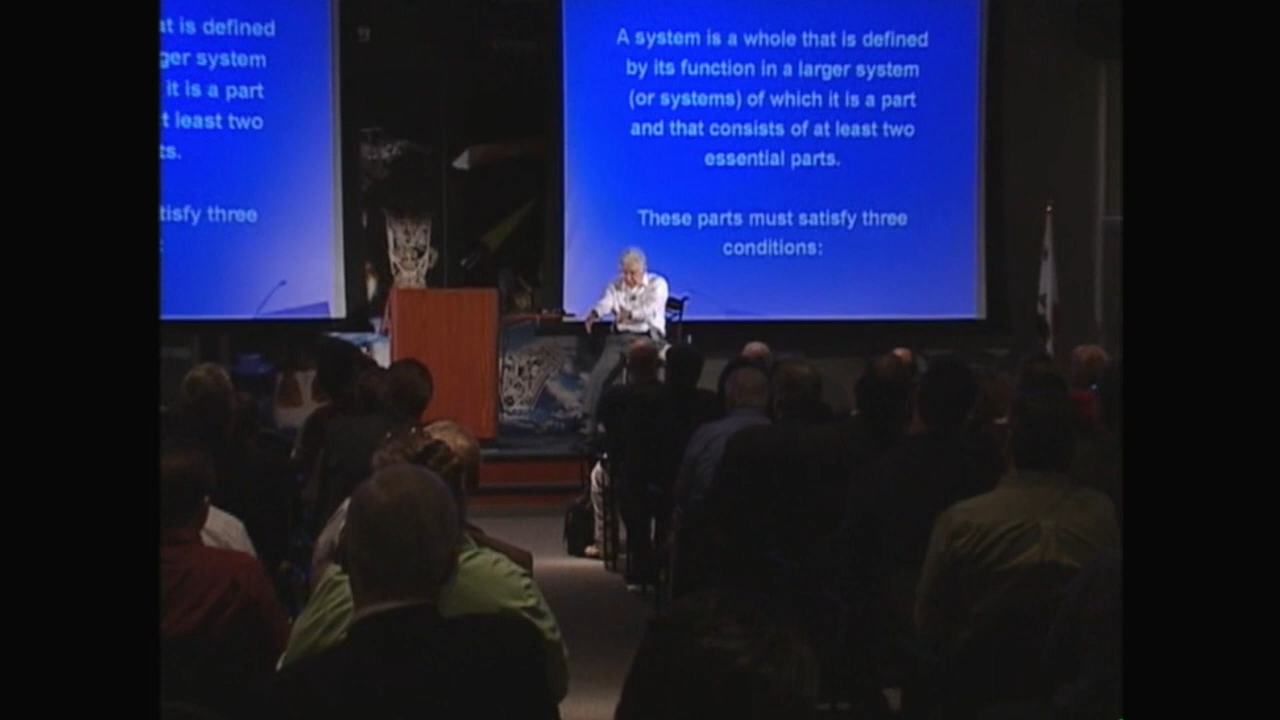 at is defined
ger system
it is a part
t least two
ts.
tisfy three
:
A system is a whole that is defined
by its function in a larger system
(or systems) of which it is a part
and that consists of at least two
essential parts.
These parts must satisfy three
conditions: